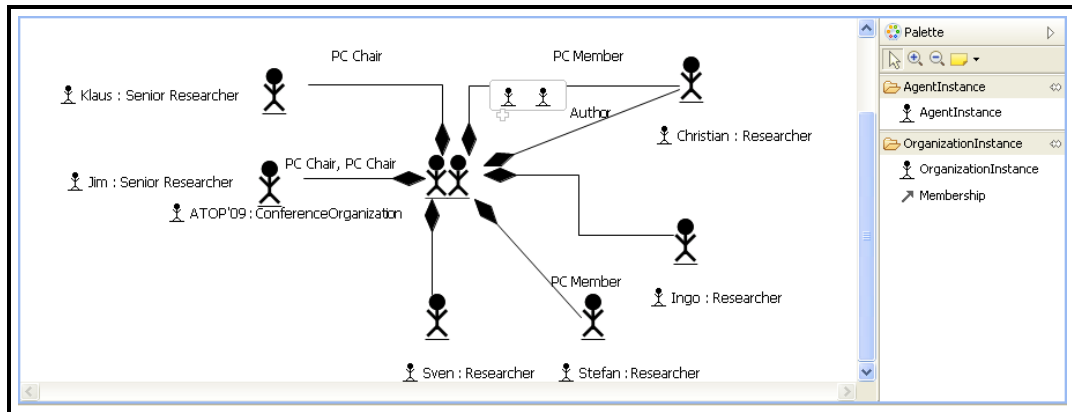 PC Chair
PC Member
Klaus : Senior Researcher
Author
Christian : Researcher
PC Chair, PC Chair
Jim : Senior Researcher
ATOP'09 : ConferenceOrganization
PC Member
Ingo : Researcher
Sven : Researcher
Stefan : Researcher
Palette
AgentInstance
AgentInstance
OrganizationInstance
OrganizationInstance
Membership